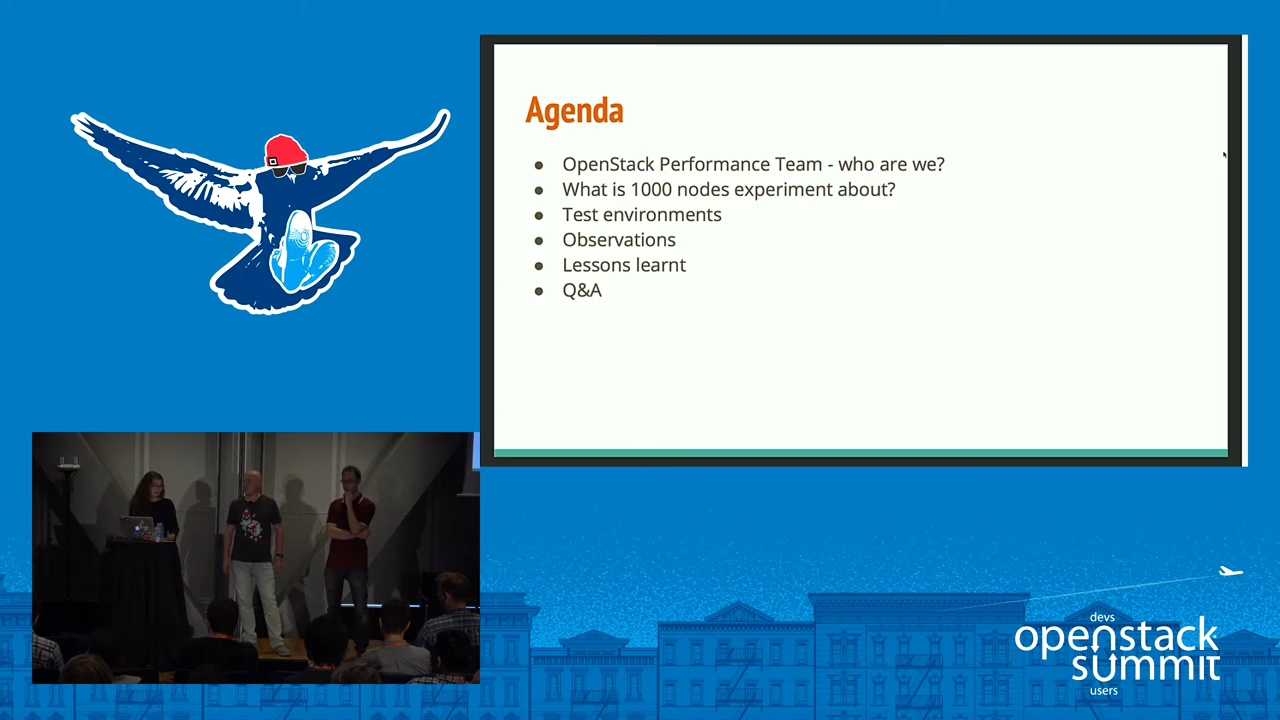 Agenda
● OpenStack Performance Team - who are we?
● What is 1000 nodes experiment about?
● Test environments
● Observations
● Lessons learnt
● Q&A
devs
openstack
summit
users